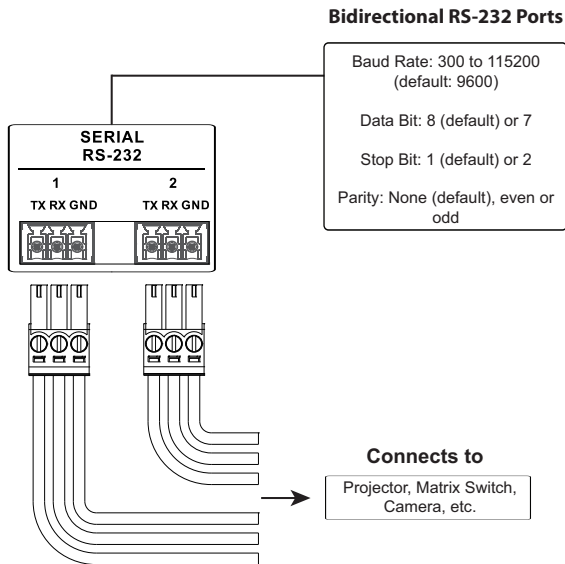 Bidirectional RS-232 Ports
Baud Rate: 300 to 115200
(default: 9600)
Data Bit: 8 (default) or 7
Stop Bit: 1 (default) or 2
Parity: None (default), even or
odd
SERIAL
RS-232
1 2
TX RX GND TX RX GND
Connects to
Projector, Matrix Switch,
Camera, etc.